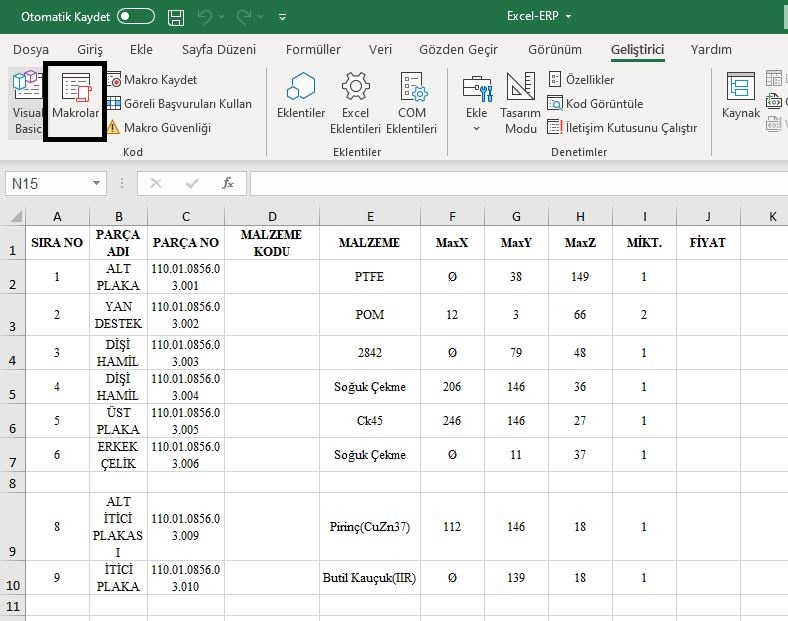 Otomatik Kaydet
Excel-ERP
Dosya Giriş Ekle Sayfa Düzeni Formüller Veri Gözden Geçir Görünüm Geliştirici Yardım
Visual Basic
Makrolar
Makro Kaydet
Göreli Başvuruları Kullan
Makro Güvenliği
Kod
Eklentiler
Excel Eklentileri
COM Eklentileri
Eklentiler
Ekle
Tasarım Modu
Özellikler
Kod Görüntüle
İletişim Kutusunu Çalıştır
Denetimler
Kaynak
N15
fx
A B C D E F G H I J K
1 SIRA NO PARÇA ADI PARÇA NO MALZEME KODU MALZEME MaxX MaxY MaxZ MİKT. FİYAT
2 1 ALT PLAKA 110.01.0856.03.001 PTFE Ø 38 149 1
3 2 YAN DESTEK 110.01.0856.03.002 POM 12 3 66 2
4 3 DİŞİ HAMİL 110.01.0856.03.003 2842 Ø 79 48 1
5 4 DİŞİ HAMİL 110.01.0856.03.004 Soğuk Çekme 206 146 36 1
6 5 ÜST PLAKA 110.01.0856.03.005 Ck45 246 146 27 1
7 6 ERKEK ÇELİK 110.01.0856.03.006 Soğuk Çekme Ø 11 37 1
8
9 8 ALT İTİCİ PLAKASI 110.01.0856.03.009 Pirinç(CuZn37) 112 146 18 1
10 9 İTİCİ PLAKA 110.01.0856.03.010 Butil Kauçuk(IIR) Ø 139 18 1
11